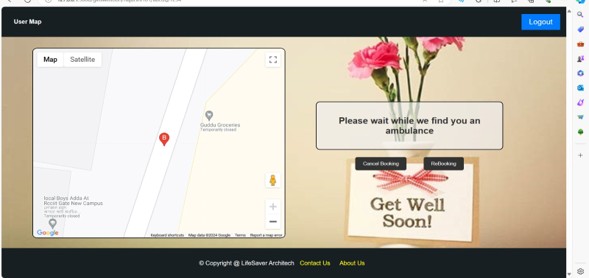 User Map
Logout
Map Satellite
Guddu Groceries
Temporarily closed
B
local Boys Adda At
Room Gate New Campus
Temporarily closed
Google
Keyboard shortcuts Map data ©2024 Google Terms Report a map error
Please wait while we find you an
ambulance
Cancel Booking ReBooking
Get Well
Soon!
© Copyright @ LifeSaver Architech Contact Us About Us